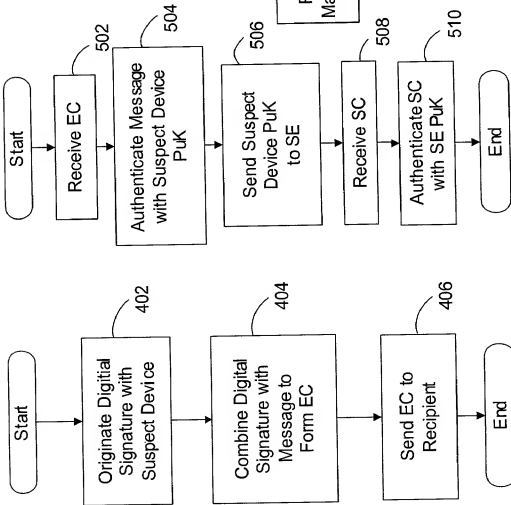 Start
Originate Digitial
Signature with
Suspect Device
402
Combine Digital
Signature with
Message to
Form EC
404
Send EC to
Recipient
406
End
Start
Receive EC
502
Authenticate Message
with Suspect Device
PuK
504
Send Suspect
Device PuK
to SE
506
Receive SC
508
Authenticate SC
with SE PuK
510
End